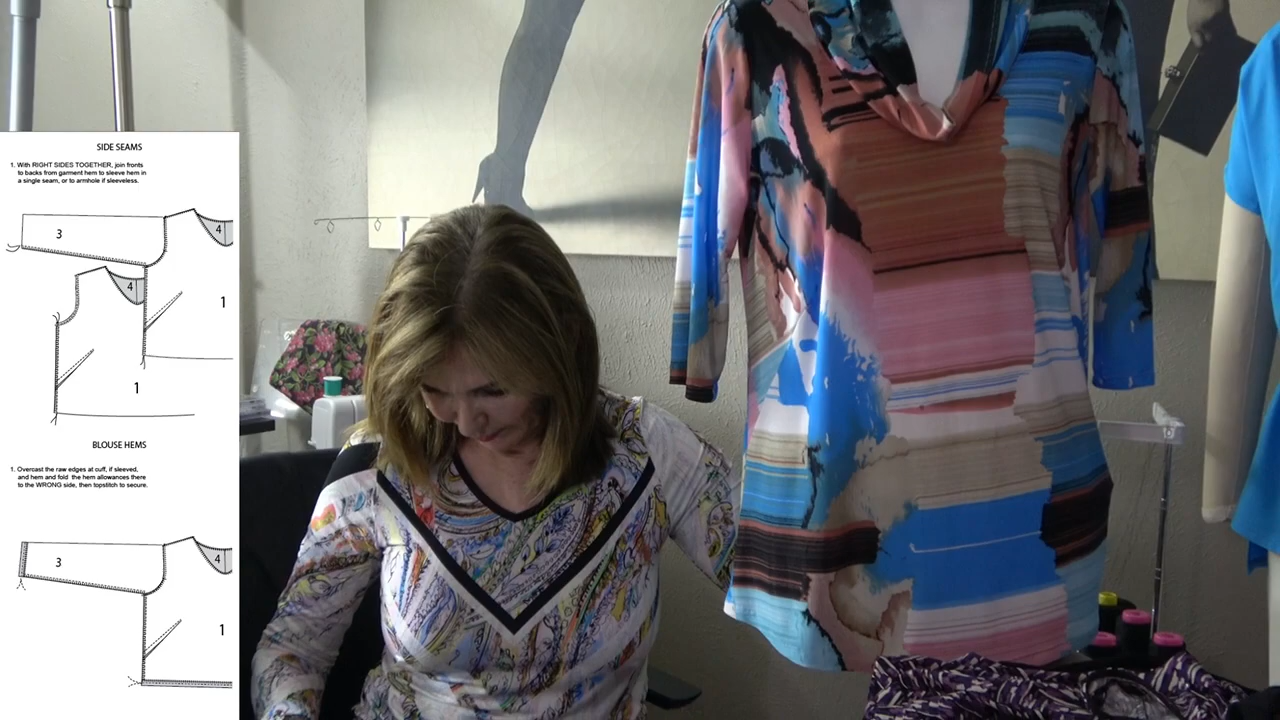 SIDE SEAMS
1. With RIGHT SIDES TOGETHER, join fronts
to backs from garment hem to sleeve hem in
a single seam, or to armhole if sleeveless.
3
4
1
4
1
BLOUSE HEMS
1. Overcast the raw edges at cuff, if sleeved,
and hem and fold the hem allowances there
to the WRONG side, then topstitch to secure.
3
4
1